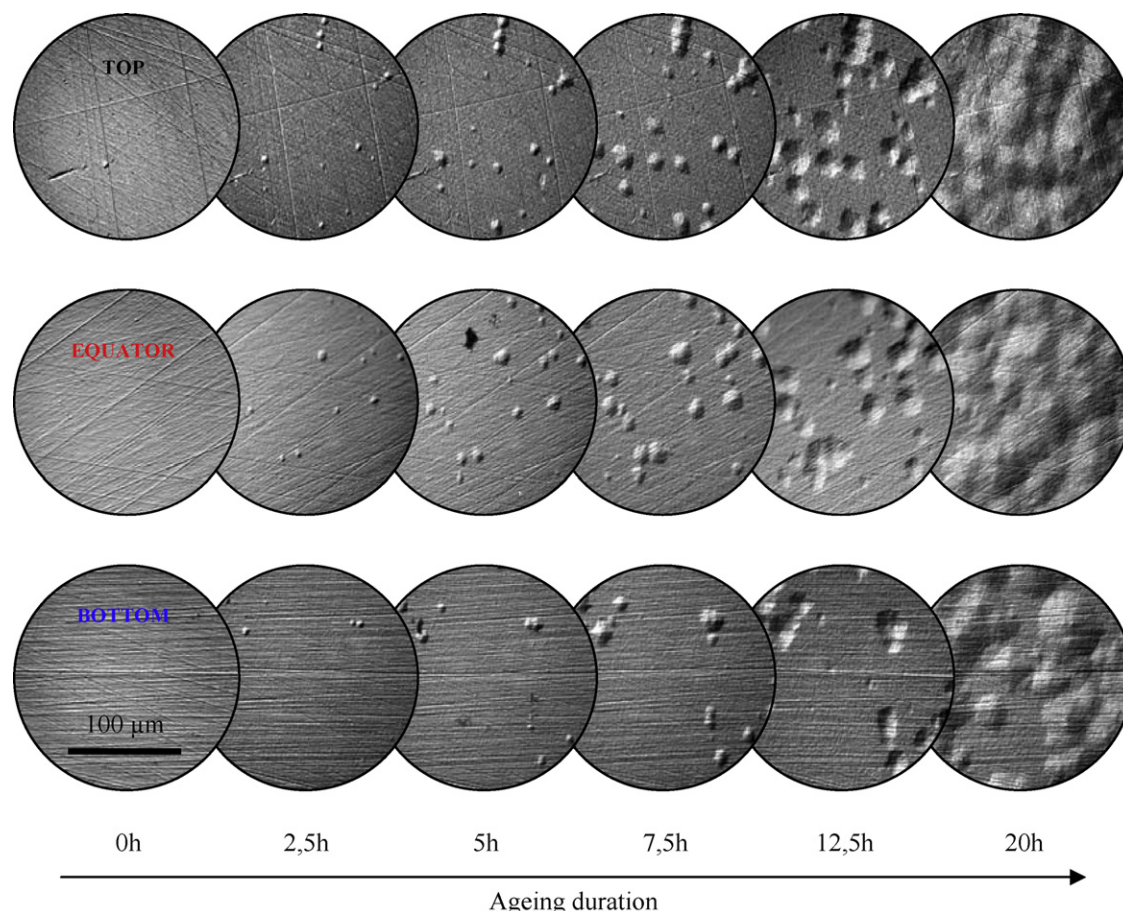 TOP
EQUATOR
BOTTOM
100 µm
0h 2,5h 5h 7,5h 12,5h 20h
Ageing duration